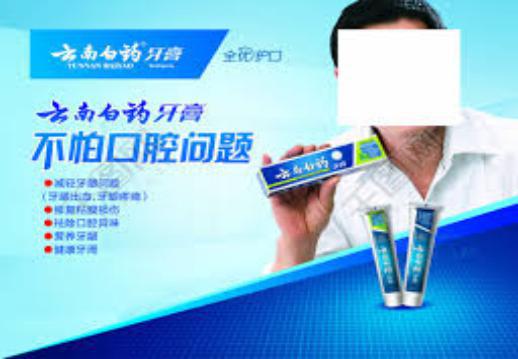 云南白药®牙膏
YUNNAN BAIYAO
全优护口
云南白药牙膏
不怕口腔问题
减轻牙龈问题
(牙龈出血、牙龈疼痛)
修复粘膜损伤
祛除口腔异味
营养牙龈
健康牙周
云南白药 牙膏